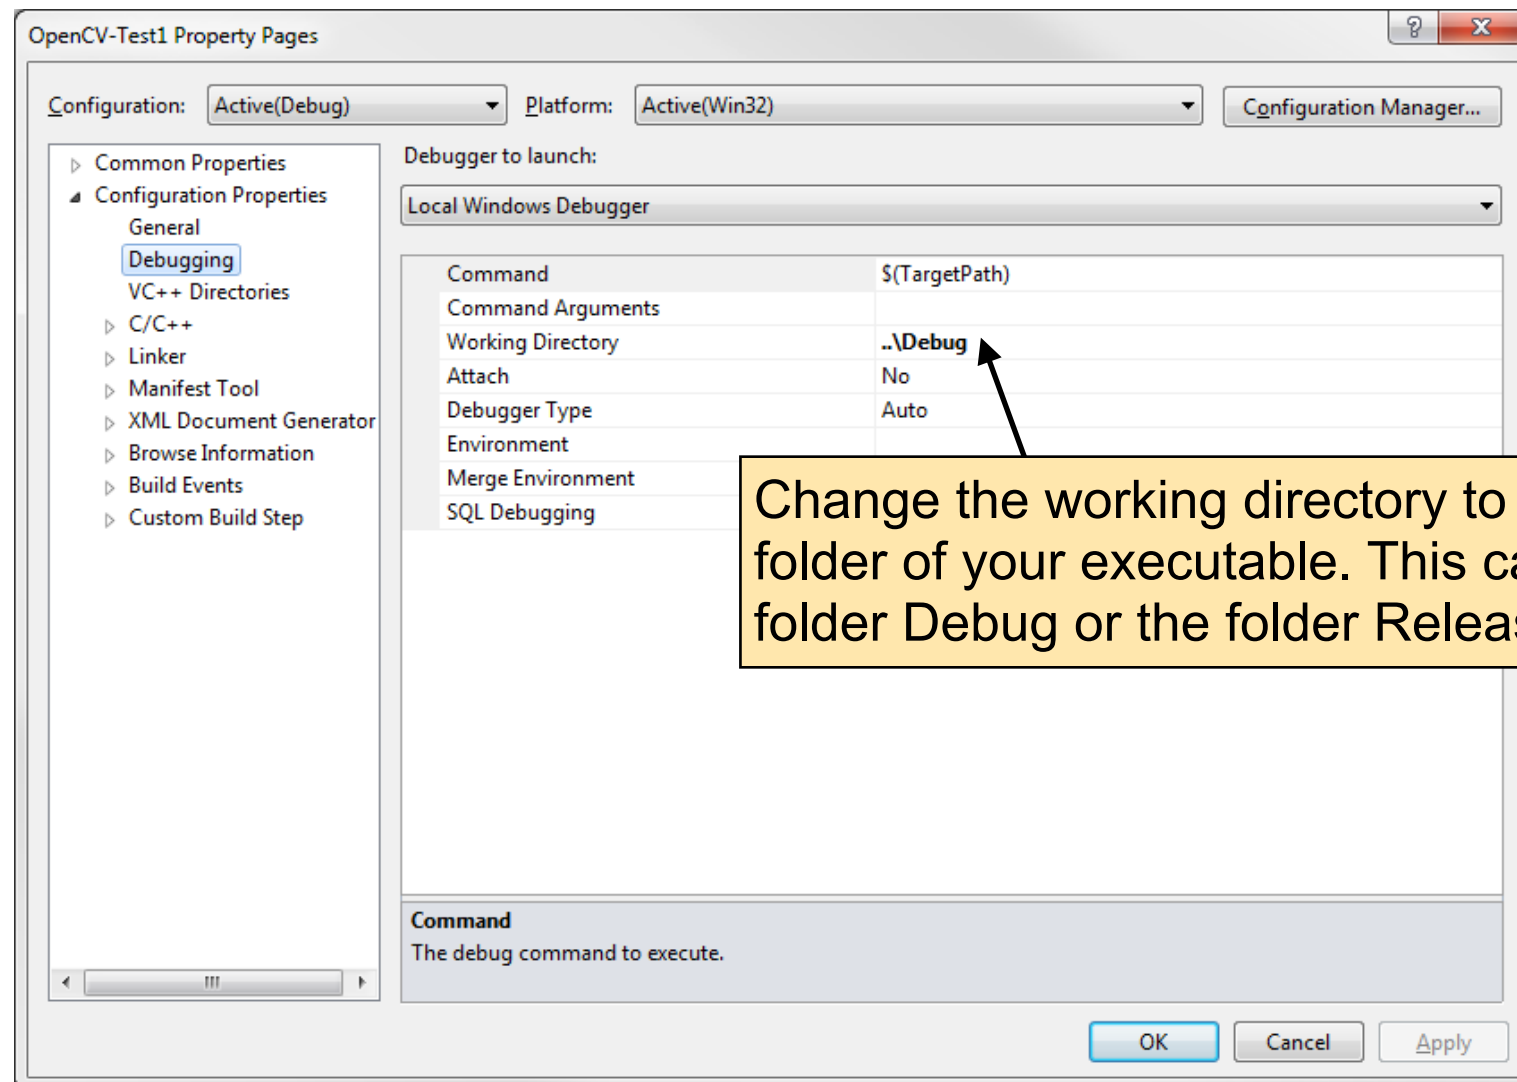 OpenCV-Test1 Property Pages
Configuration: Active(Debug) Platform: Active(Win32) Configuration Manager...
Common Properties
Configuration Properties
General
Debugging
VC++ Directories
C/C++
Linker
Manifest Tool
XML Document Generator
Browse Information
Build Events
Custom Build Step
Debugger to launch:
Local Windows Debugger
Command $(TargetPath)
Command Arguments
Working Directory ..\Debug
Attach No
Debugger Type Auto
Environment
Merge Environment
SQL Debugging
Change the working directory to
folder of your executable. This
folder Debug or the folder
Command
The debug command to execute.
OK Cancel Apply